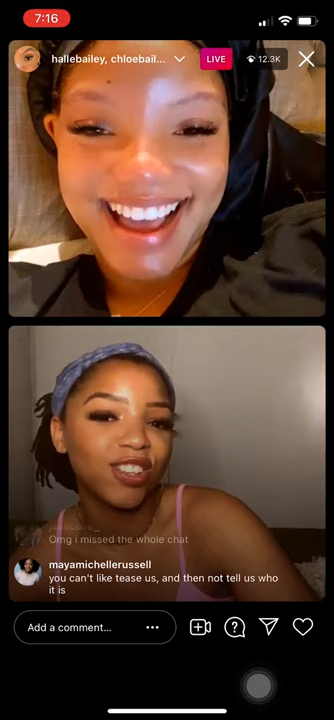 7:16
hallebailey, chloebail...
LIVE
12.3K
Omg i missed the whole chat
mayamichellerussell
you can't like tease us, and then not tell us who
it is
Add a comment...